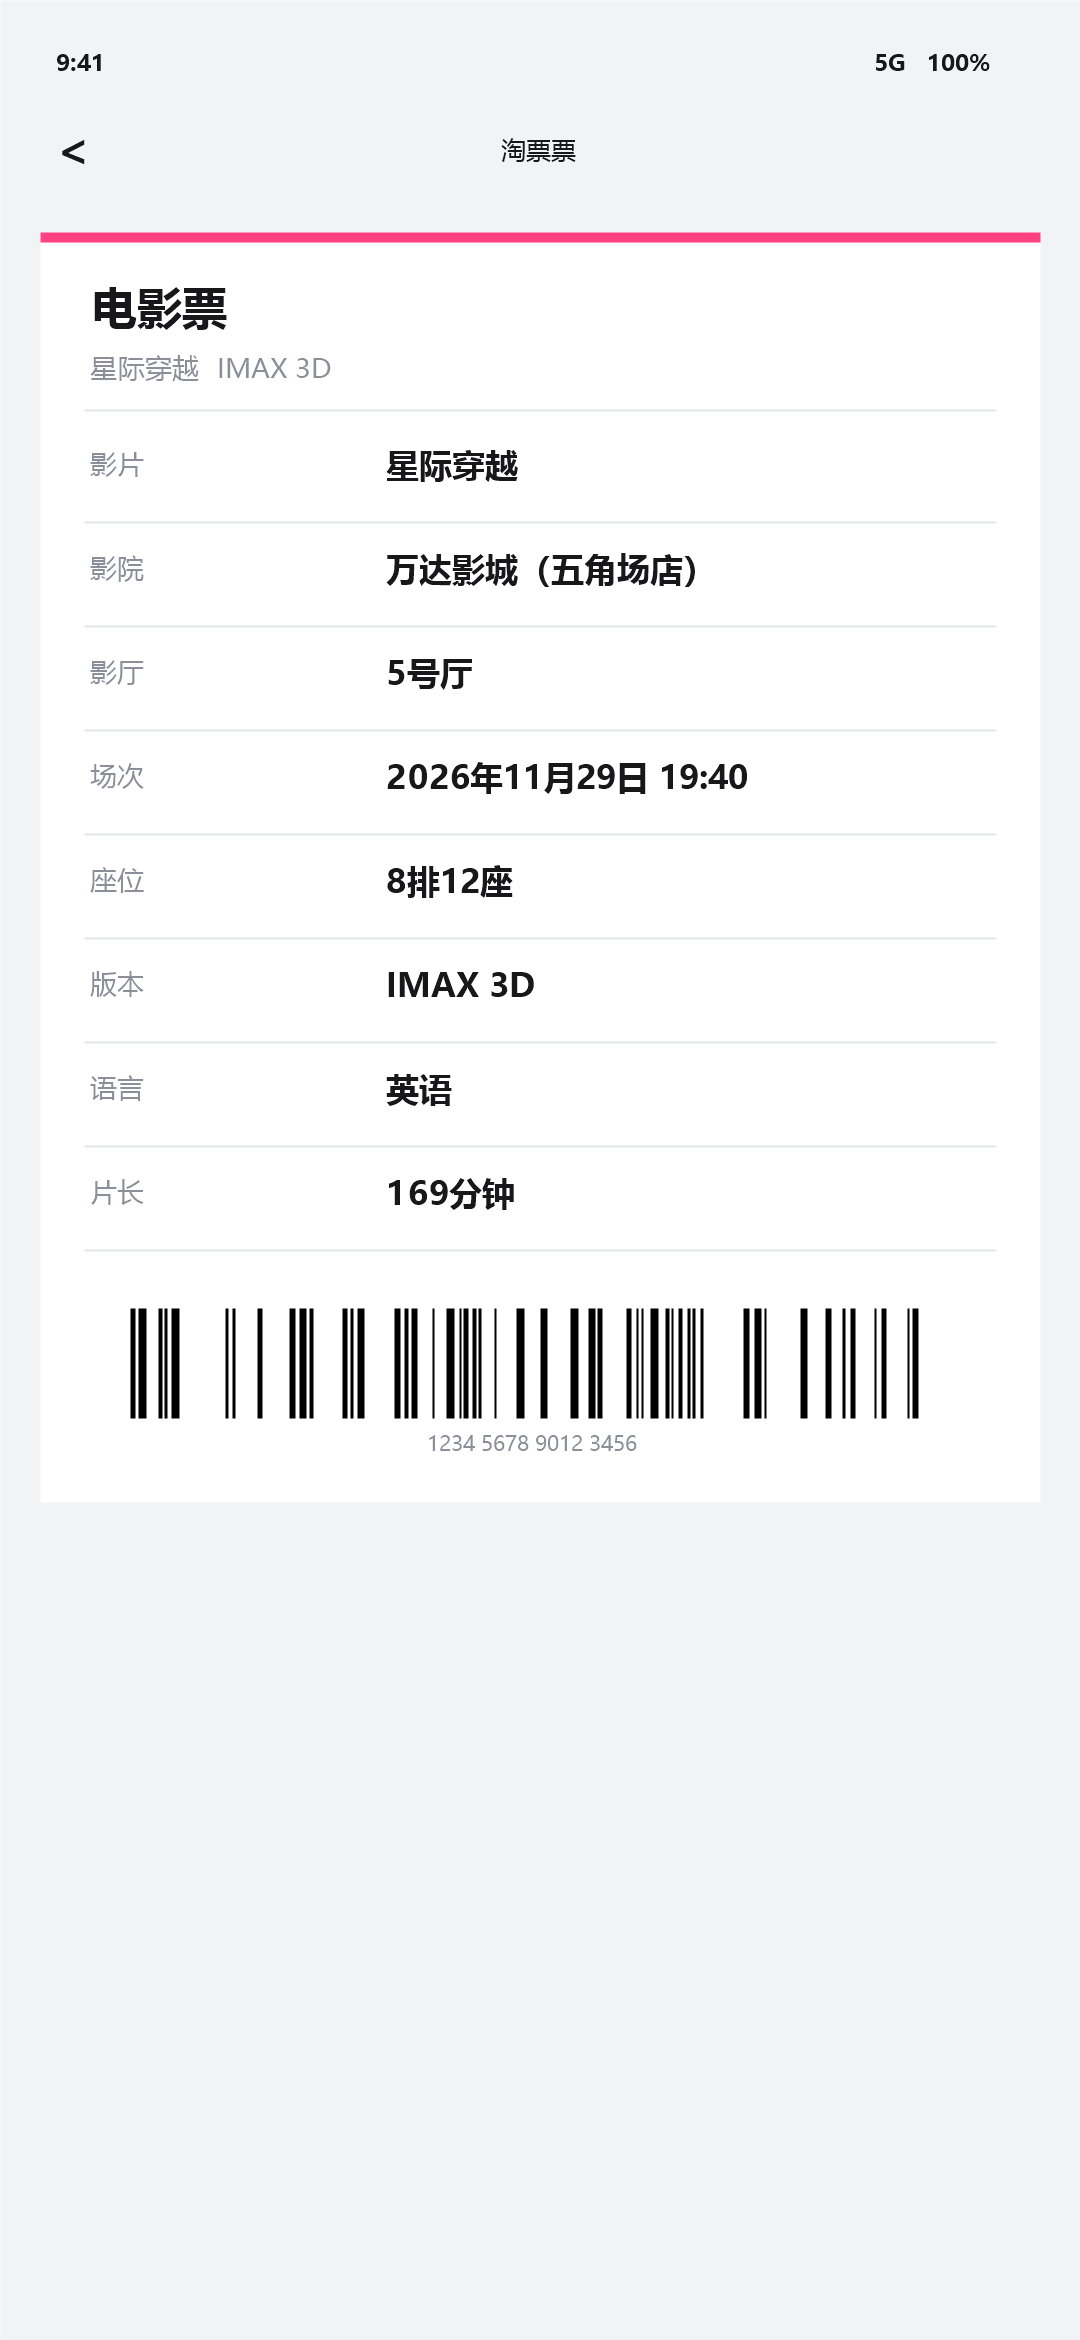 9:41 5G 100%
< 淘票票
电影票
星际穿越 IMAX 3D
影片 星际穿越
影院 万达影城（五角场店）
影厅 5号厅
场次 2026年11月29日 19:40
座位 8排12座
版本 IMAX 3D
语言 英语
片长 169分钟
1234 5678 9012 3456